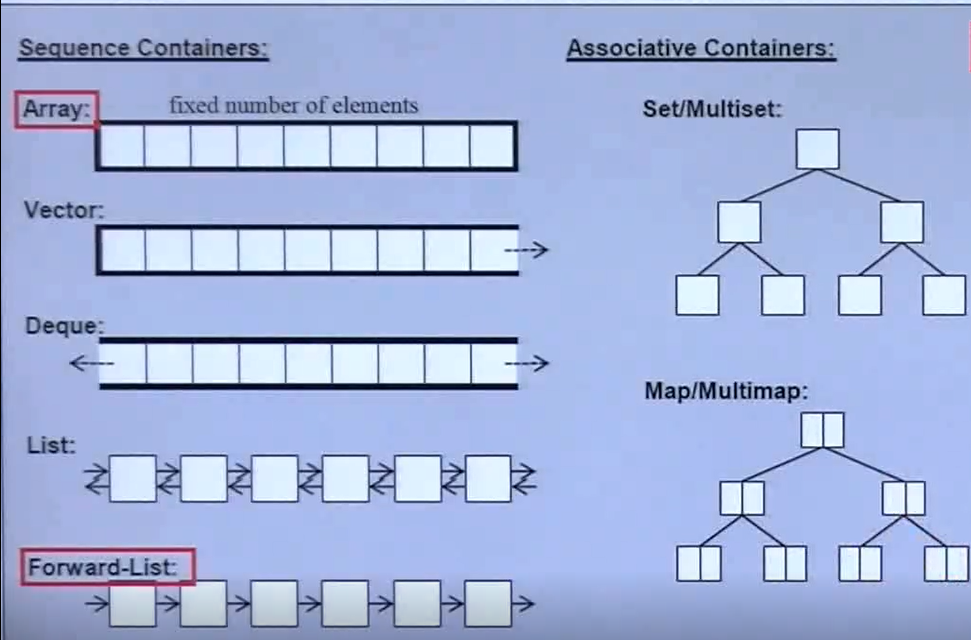 Sequence Containers:
Array:
fixed number of elements
Vector:
Deque:
List:
Forward-List:
Associative Containers:
Set/Multiset:
Map/Multimap: